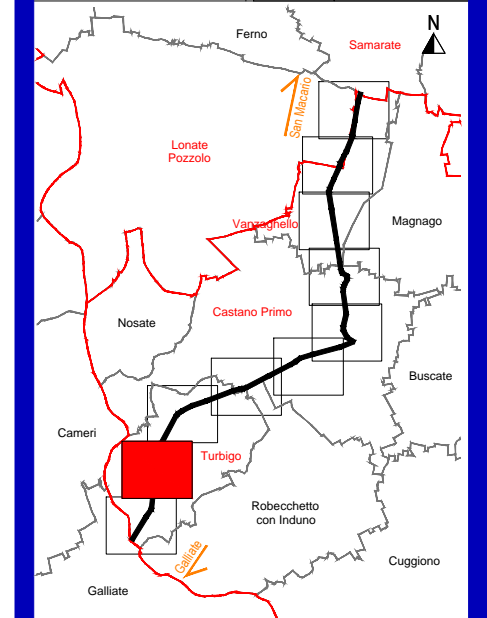 Ferno
Samarate
N
San Macario
Lonate
Pozzolo
Vanzaghello
Magnago
Castano Primo
Nosate
Buscate
Cameri
Turbigo
Robecchetto
con Induno
Cuggiono
Galliate
Galliate